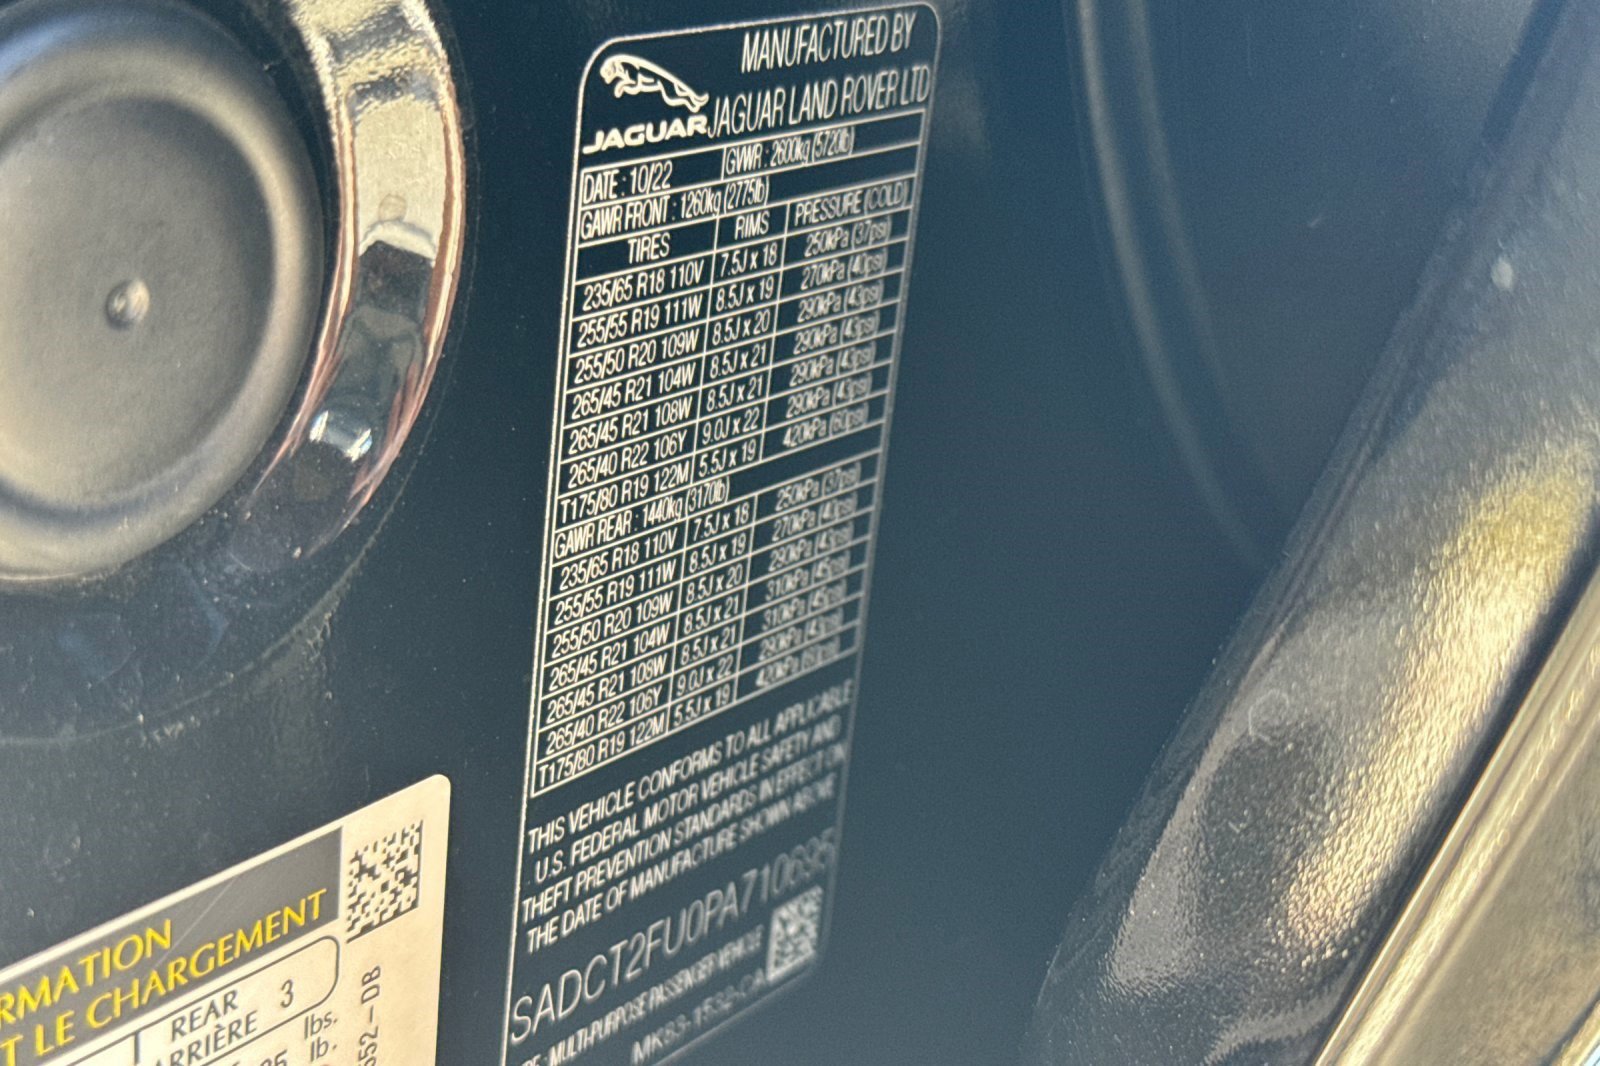 MANUFACTURED BY
JAGUAR JAGUAR LAND ROVER LTD
DATE : 10/22 GVWR : 2600kg (5720lb)
GAWR FRONT : 1260kg (2775lb)
TIRES RIMS PRESSURE (COLD)
235/65 R18 110V 7.5J x 18 250kPa (37psi)
255/55 R19 111W 8.5J x 19 270kPa (40psi)
255/50 R20 109W 8.5J x 20 290kPa (43psi)
265/45 R21 104W 8.5J x 21 290kPa (43psi)
265/45 R21 108W 8.5J x 21 290kPa (43psi)
265/40 R22 106Y 9.0J x 22 290kPa (43psi)
T175/80 R19 122M 5.5J x 19 420kPa (60psi)
GAWR REAR : 1440kg (3170lb)
235/65 R18 110V 7.5J x 18 250kPa (37psi)
255/55 R19 111W 8.5J x 19 270kPa (40psi)
255/50 R20 109W 8.5J x 20 290kPa (43psi)
265/45 R21 104W 8.5J x 21 310kPa (45psi)
265/45 R21 108W 8.5J x 21 310kPa (45psi)
265/40 R22 106Y 9.0J x 22 290kPa (43psi)
T175/80 R19 122M 5.5J x 19 420kPa (60psi)
THIS VEHICLE CONFORMS TO ALL APPLICABLE
U.S. FEDERAL MOTOR VEHICLE SAFETY AND
THEFT PREVENTION STANDARDS IN EFFECT ON
THE DATE OF MANUFACTURE SHOWN ABOVE
SADCT2FU0PA710695
PE : MULTI-PURPOSE PASSENGER VEHICLE
RMATION
T LE CHARGEMENT
REAR
ARRIÈRE 3
lbs.
lb.
552-DB